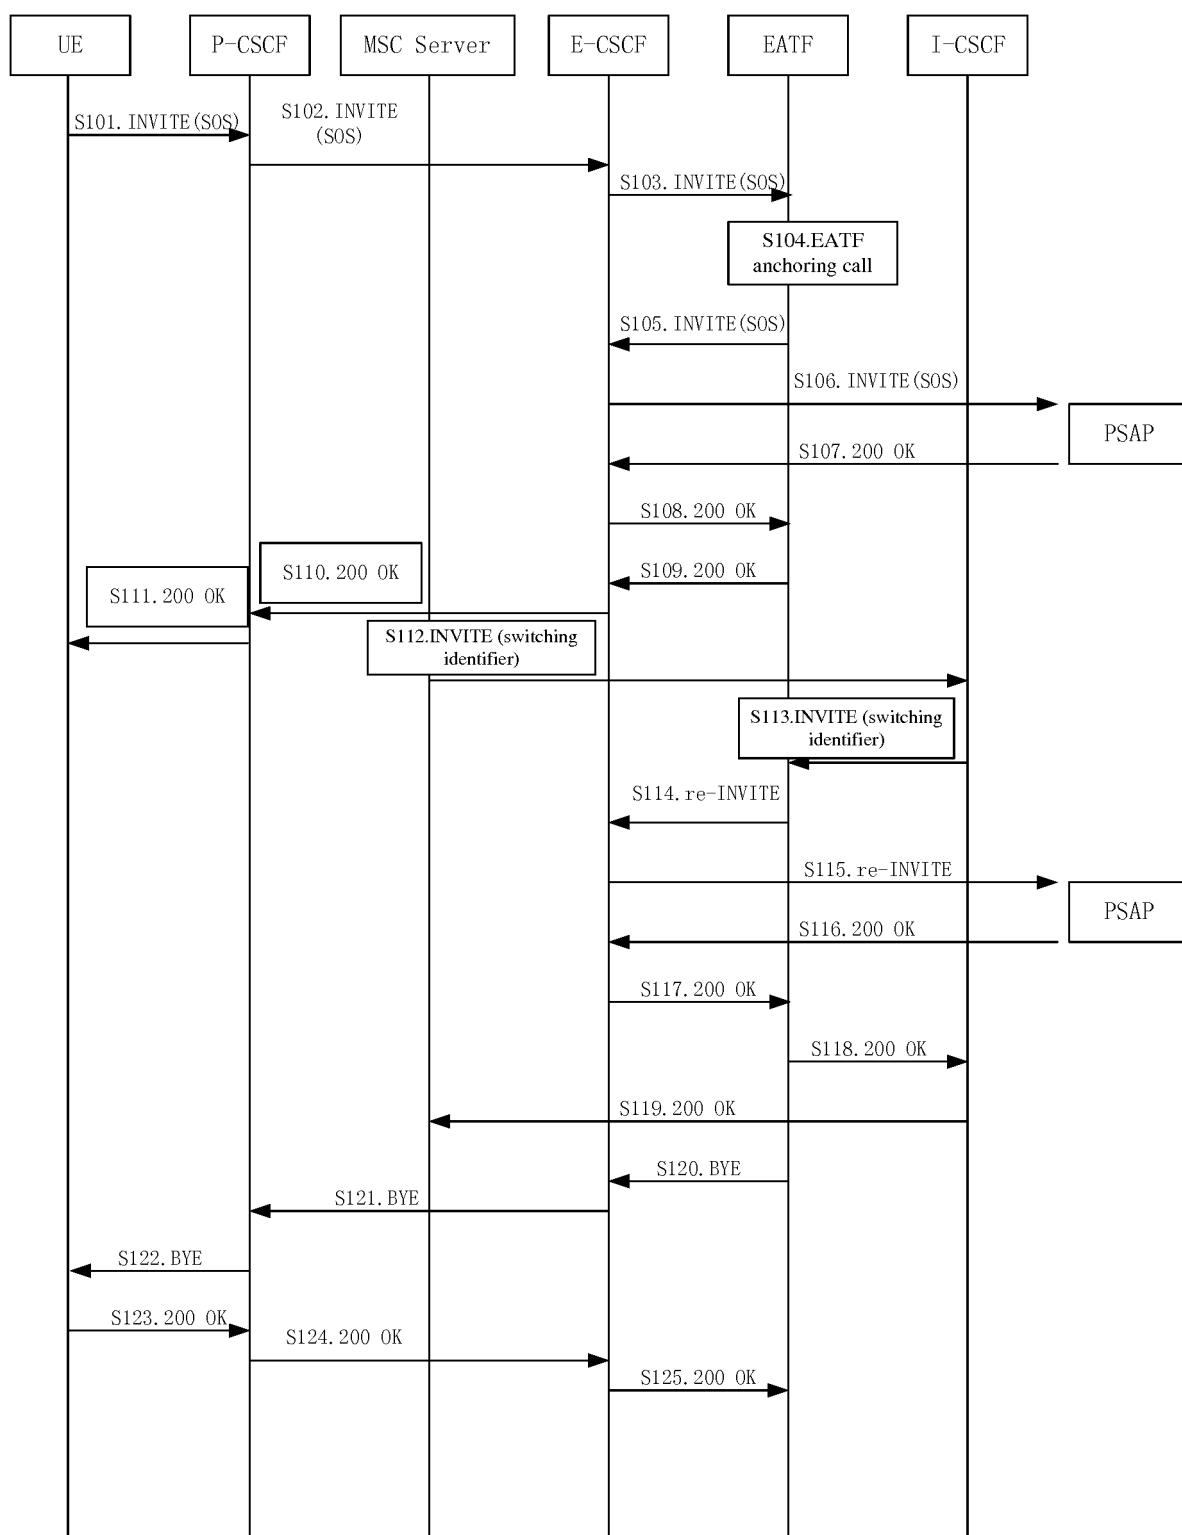 UE
P-CSCF
MSC Server
E-CSCF
EATF
I-CSCF
S101.INVITE(SOS)
S102.INVITE
(SOS)
S103.INVITE(SOS)
S104.EATF
anchoring call
S105.INVITE(SOS)
S106.INVITE(SOS)
PSAP
S107.200 OK
S108.200 OK
S109.200 OK
S110.200 OK
S111.200 OK
S112.INVITE (switching
identifier)
S113.INVITE (switching
identifier)
S114.re-INVITE
S115.re-INVITE
PSAP
S116.200 OK
S117.200 OK
S118.200 OK
S119.200 OK
S120.BYE
S121.BYE
S122.BYE
S123.200 OK
S124.200 OK
S125.200 OK